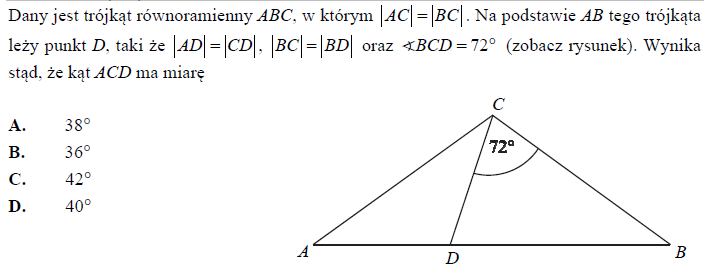 Dany jest trójkąt równoramienny ABC, w którym |AC|=|BC|. Na podstawie AB tego trójkąta
leży punkt D, taki że |AD|=|CD|, |BC|=|BD| oraz ∢BCD = 72° (zobacz rysunek). Wynika
stąd, że kąt ACD ma miarę
A. 38°
B. 36°
C. 42°
D. 40°
C
72°
A
D
B